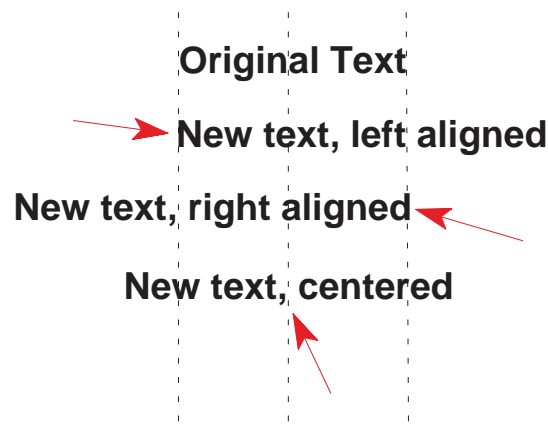 Original Text
New text, left aligned
New text, right aligned
New text, centered